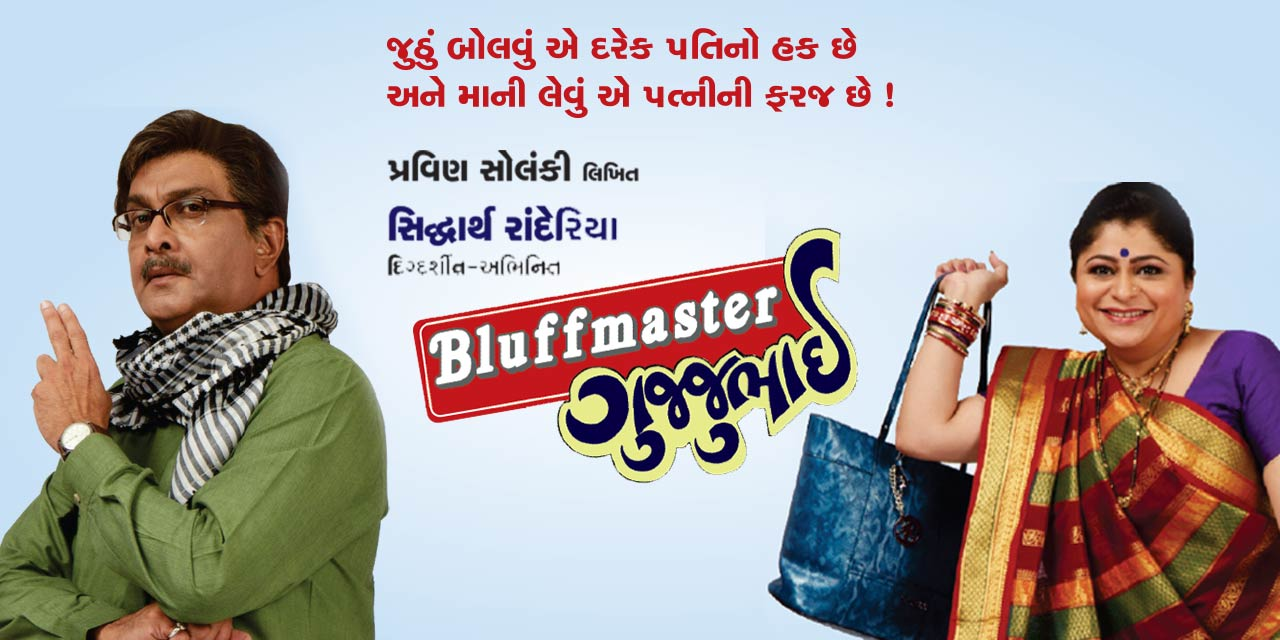 જુઠું બોલવું એ દરેક પતિનો હક છે
અને માની લેવું એ પત્નીની ફરજ છે !
પ્રવિણ સોલંકી લિખિત
સિદ્ધાર્થ રાંદેરિયા
દિગ્દર્શીત-અભિનિત
Bluffmaster
ગુજ્જુભાઈ